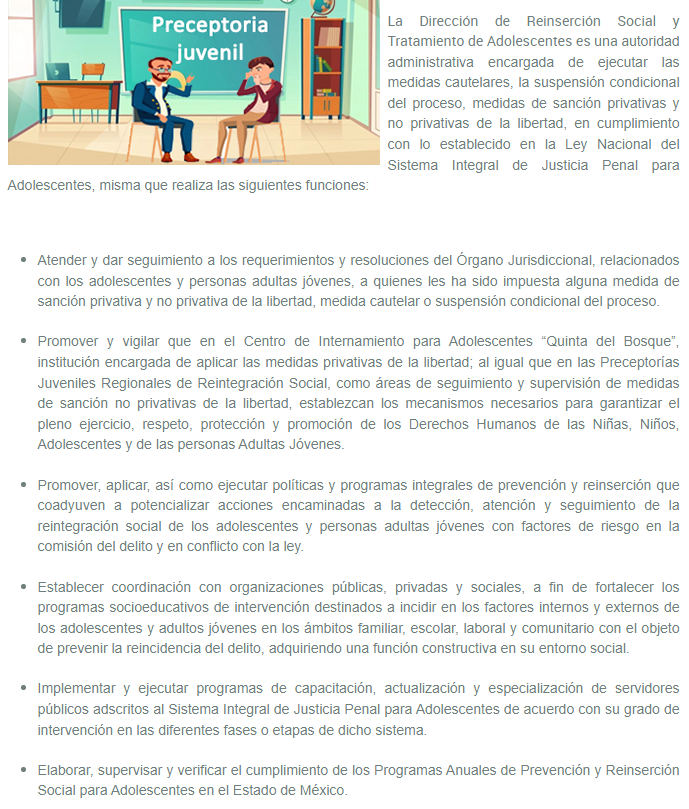 Preceptoria
juvenil
La Dirección de Reinserción Social y
Tratamiento de Adolescentes es una autoridad
administrativa encargada de ejecutar las
medidas cautelares, la suspensión condicional
del proceso, medidas de sanción privativas y
no privativas de la libertad, en cumplimiento
con lo establecido en la Ley Nacional del
Sistema Integral de Justicia Penal para
Adolescentes, misma que realiza las siguientes funciones:
• Atender y dar seguimiento a los requerimientos y resoluciones del Órgano Jurisdiccional, relacionados
con los adolescentes y personas adultas jóvenes, a quienes les ha sido impuesta alguna medida de
sanción privativa y no privativa de la libertad, medida cautelar o suspensión condicional del proceso.
• Promover y vigilar que en el Centro de Internamiento para Adolescentes “Quinta del Bosque”,
institución encargada de aplicar las medidas privativas de la libertad; al igual que en las Preceptorías
Juveniles Regionales de Reintegración Social, como áreas de seguimiento y supervisión de medidas
de sanción no privativas de la libertad, establezcan los mecanismos necesarios para garantizar el
pleno ejercicio, respeto, protección y promoción de los Derechos Humanos de las Niñas, Niños,
Adolescentes y de las personas Adultas Jóvenes.
• Promover, aplicar, así como ejecutar políticas y programas integrales de prevención y reinserción que
coadyuven a potencializar acciones encaminadas a la detección, atención y seguimiento de la
reintegración social de los adolescentes y personas adultas jóvenes con factores de riesgo en la
comisión del delito y en conflicto con la ley.
• Establecer coordinación con organizaciones públicas, privadas y sociales, a fin de fortalecer los
programas socioeducativos de intervención destinados a incidir en los factores internos y externos de
los adolescentes y adultos jóvenes en los ámbitos familiar, escolar, laboral y comunitario con el objeto
de prevenir la reincidencia del delito, adquiriendo una función constructiva en su entorno social.
• Implementar y ejecutar programas de capacitación, actualización y especialización de servidores
públicos adscritos al Sistema Integral de Justicia Penal para Adolescentes de acuerdo con su grado de
intervención en las diferentes fases o etapas de dicho sistema.
• Elaborar, supervisar y verificar el cumplimiento de los Programas Anuales de Prevención y Reinserción
Social para Adolescentes en el Estado de México.